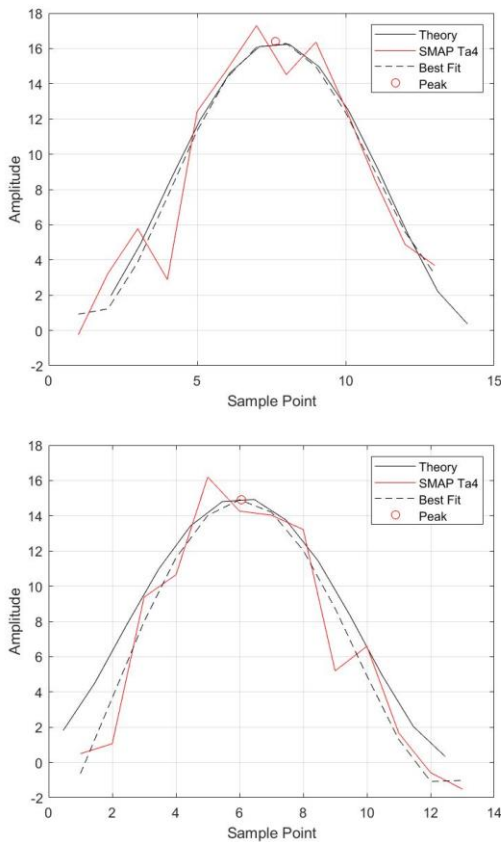 18
16
14
12
10
8
6
4
2
0
-2
Amplitude
Theory
SMAP Ta4
Best Fit
Peak
0 5 10 15
Sample Point
18
16
14
12
10
8
6
4
2
0
-2
Amplitude
Theory
SMAP Ta4
Best Fit
Peak
0 2 4 6 8 10 12 14
Sample Point